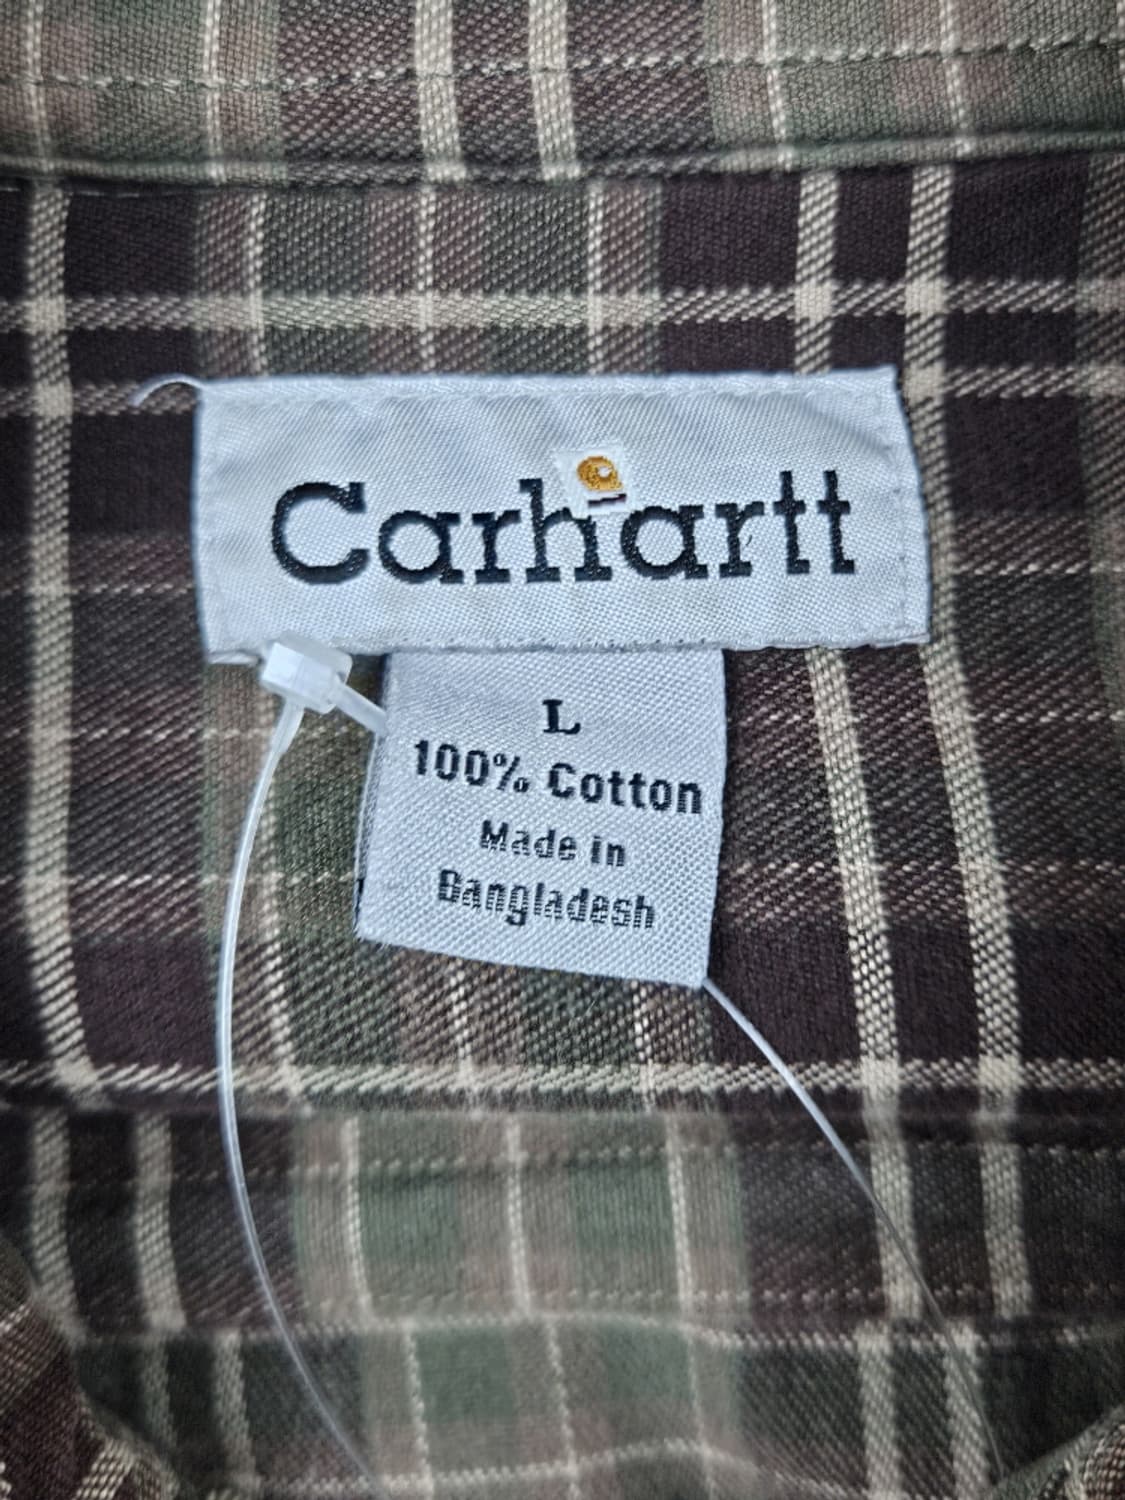 Carhartt
L
100% Cotton
Made in
Bangladesh